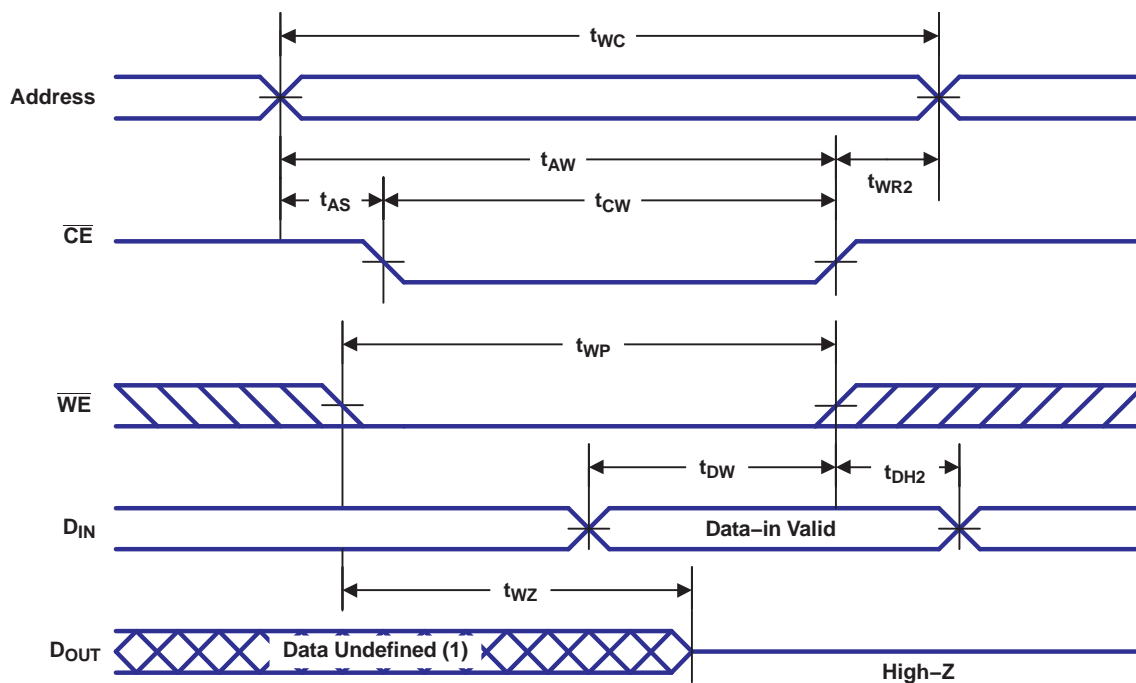 tWC
Address
tAW
tWR2
tAS
tCW
CE
tWP
WE
tDW
tDH2
DIN
Data–in Valid
tWZ
DOUT
Data Undefined (1)
High–Z